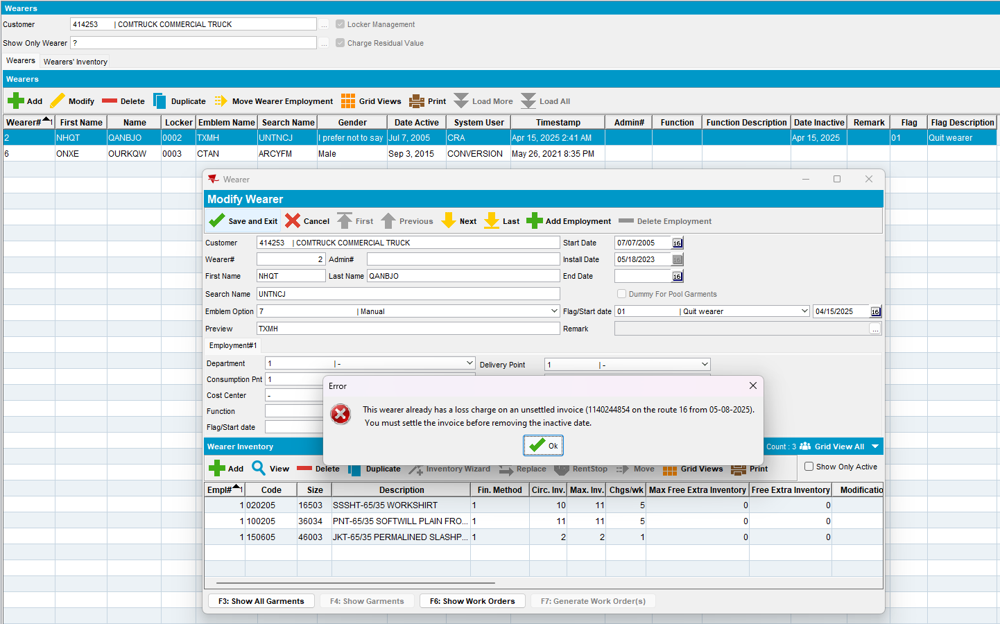 Wearers
Customer 414253 | COMTRUCK COMMERCIAL TRUCK ... Locker Management
Show Only Wearer ? ... Charge Residual Value
Wearers Wearers' Inventory
Wearers
Add Modify Delete Duplicate Move Wearer Employment Grid Views Print Load More Load All
Wearer# 1 First Name Name Locker Emblem Name Search Name Gender Date Active System User Timestamp Admin# Function Function Description Date Inactive Remark Flag Flag Description
2 NHQT QANBJO 0002 TXMH UNTNCJ I prefer not to say Jul 7, 2005 CRA Apr 15, 2025 2:41 AM Apr 15, 2025 01 Quit wearer
6 ONXE OURKQW 0003 CTAN ARCYFM Male Sep 3, 2015 CONVERSION May 26, 2021 8:35 PM
Wearer
Modify Wearer
Save and Exit Cancel First Previous Next Last Add Employment Delete Employment
Customer 414253 | COMTRUCK COMMERCIAL TRUCK Start Date 07/07/2005 16
Wearer# 2 Admin# Install Date 05/18/2023 16
First Name NHQT Last Name QANBJO End Date 16
Search Name UNTNCJ Dummy For Pool Garments
Emblem Option 7 | Manual Flag/Start date 01 | Quit wearer 04/15/2025 16
Preview TXMH Remark ...
Employment#1
Department 1 | - Delivery Point 1 | -
Consumption Pnt 1
Cost Center -
Function
Flag/Start date
Error
This wearer already has a loss charge on an unsettled invoice (1140244854 on the route 16 from 05-08-2025).
You must settle the invoice before removing the inactive date.
Ok
Wearer Inventory Count : 3 Grid View All
Add View Delete Duplicate Inventory Wizard Replace RentStop Move Grid Views Print Show Only Active
Empl# 1 Code Size Description Fin. Method Circ. Inv. Max. Inv. Chgs/wk Max Free Extra Inventory Free Extra Inventory Modificatio
1 020205 16503 SSSHT-65/35 WORKSHIRT 1 10 11 5 0 0
1 100205 36034 PNT-65/35 SOFTWILL PLAIN FRO... 1 11 11 5 0 0
1 150605 46003 JKT-65/35 PERMALINED SLASHP... 1 2 2 1 0 0
F3: Show All Garments F4: Show Garments F6: Show Work Orders F7: Generate Work Order(s)